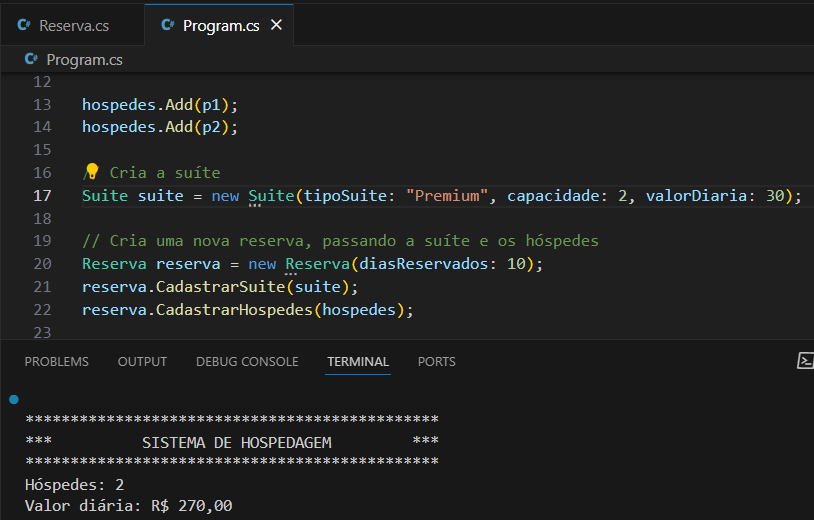 Reserva.cs
Program.cs
Program.cs
12
13 hospedes.Add(p1);
14 hospedes.Add(p2);
15
16 / Cria a suíte
17 Suite suite = new Suite(tipoSuite: "Premium", capacidade: 2, valorDiaria: 30);
18
19 // Cria uma nova reserva, passando a suíte e os hóspedes
20 Reserva reserva = new Reserva(diasReservados: 10);
21 reserva.CadastrarSuite(suite);
22 reserva.CadastrarHospedes(hospedes);
23
PROBLEMS OUTPUT DEBUG CONSOLE TERMINAL PORTS
**********************************************
*** SISTEMA DE HOSPEDAGEM ***
**********************************************
Hóspedes: 2
Valor diária: R$ 270,00